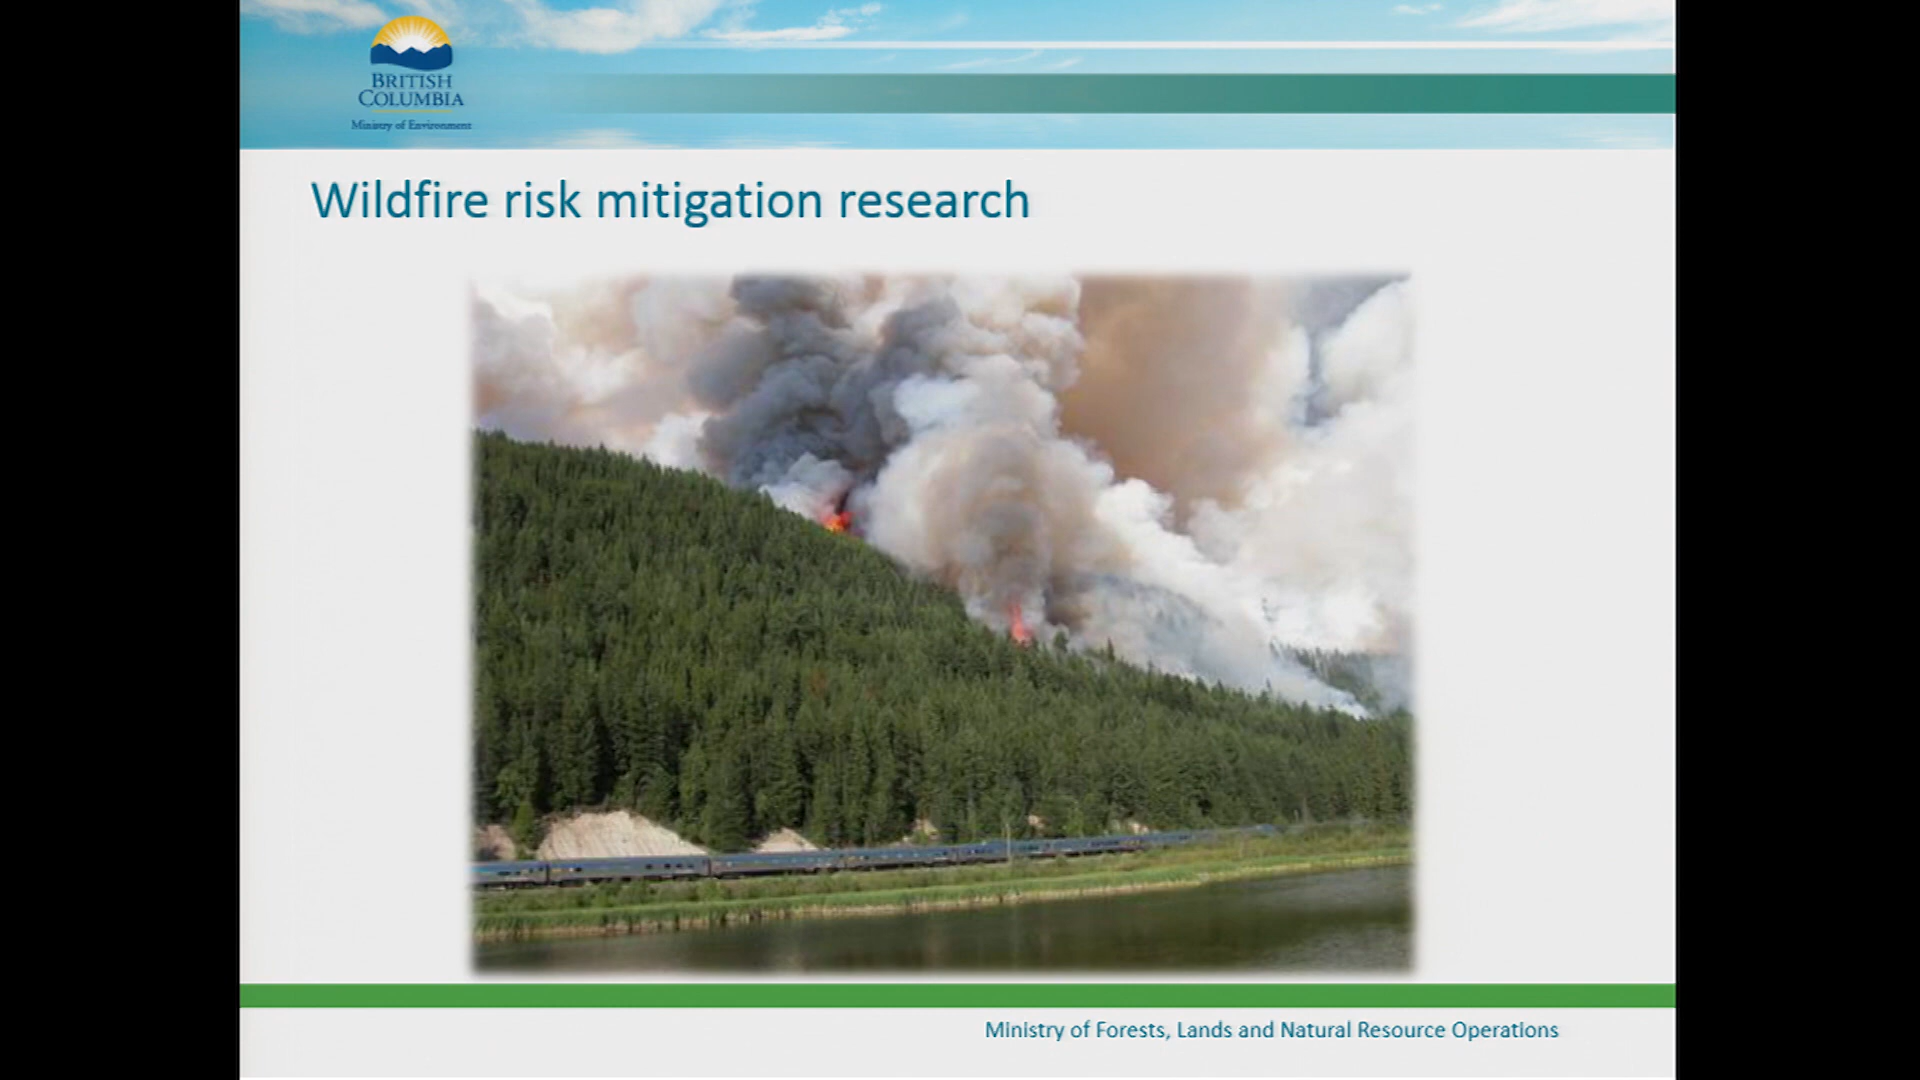 BRITISH
COLUMBIA
Ministry of Environment
Wildfire risk mitigation research
Ministry of Forests, Lands and Natural Resource Operations